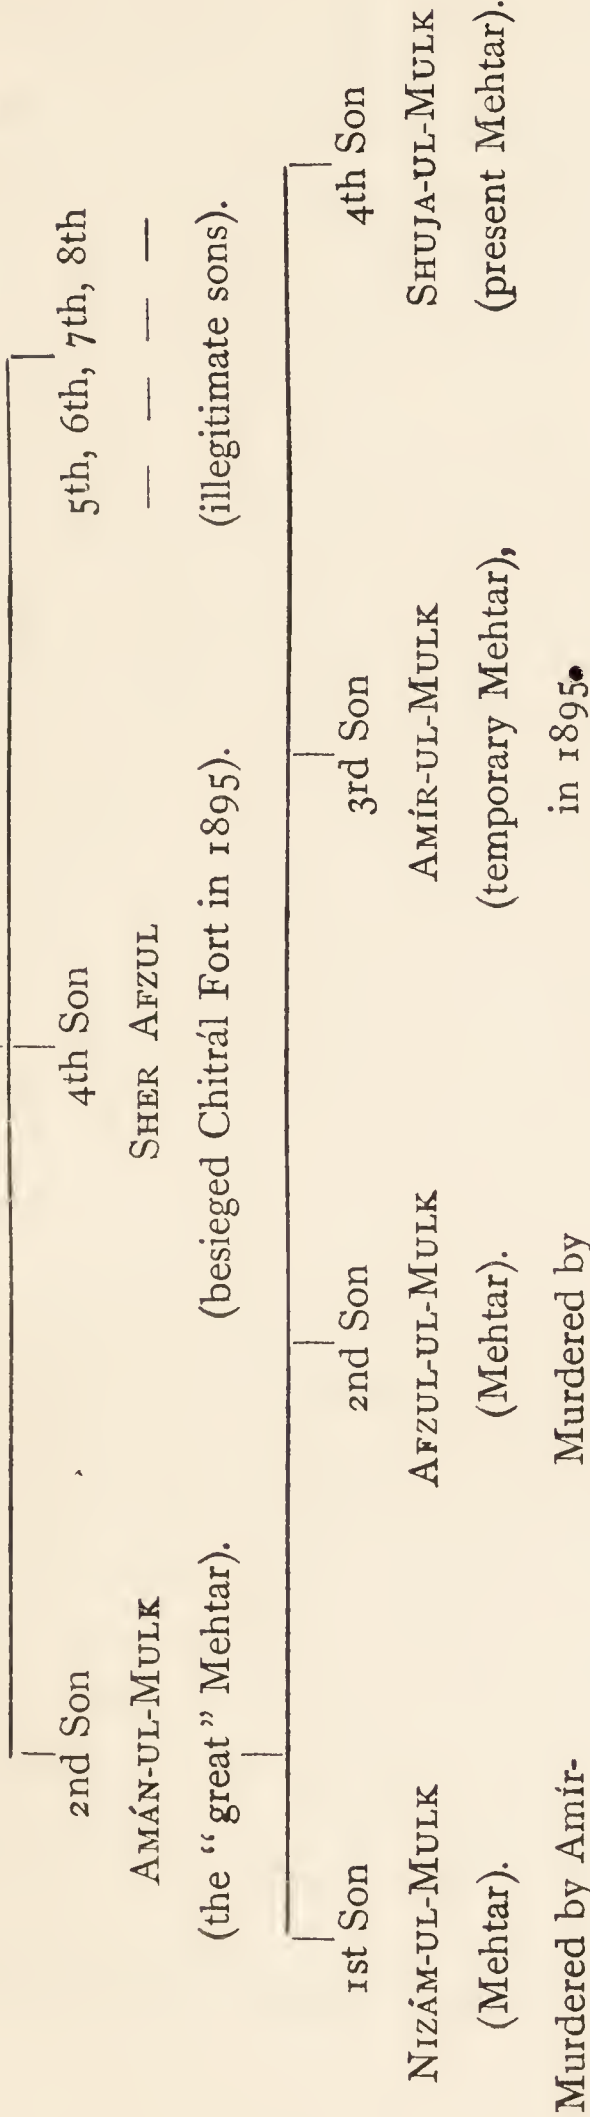 2nd Son
AMÁN-UL-MULK
(the “great” Mehtar).
4th Son
SHER AFZUL
(besieged Chitrál Fort in 1895).
5th, 6th, 7th, 8th
— — — —
(illegitimate sons).
1st Son
NIZÁM-UL-MULK
(Mehtar).
Murdered by Amír-
2nd Son
AFZUL-UL-MULK
(Mehtar).
Murdered by
3rd Son
AMÍR-UL-MULK
(temporary Mehtar),
in 1895.
4th Son
SHUJA-UL-MULK
(present Mehtar).